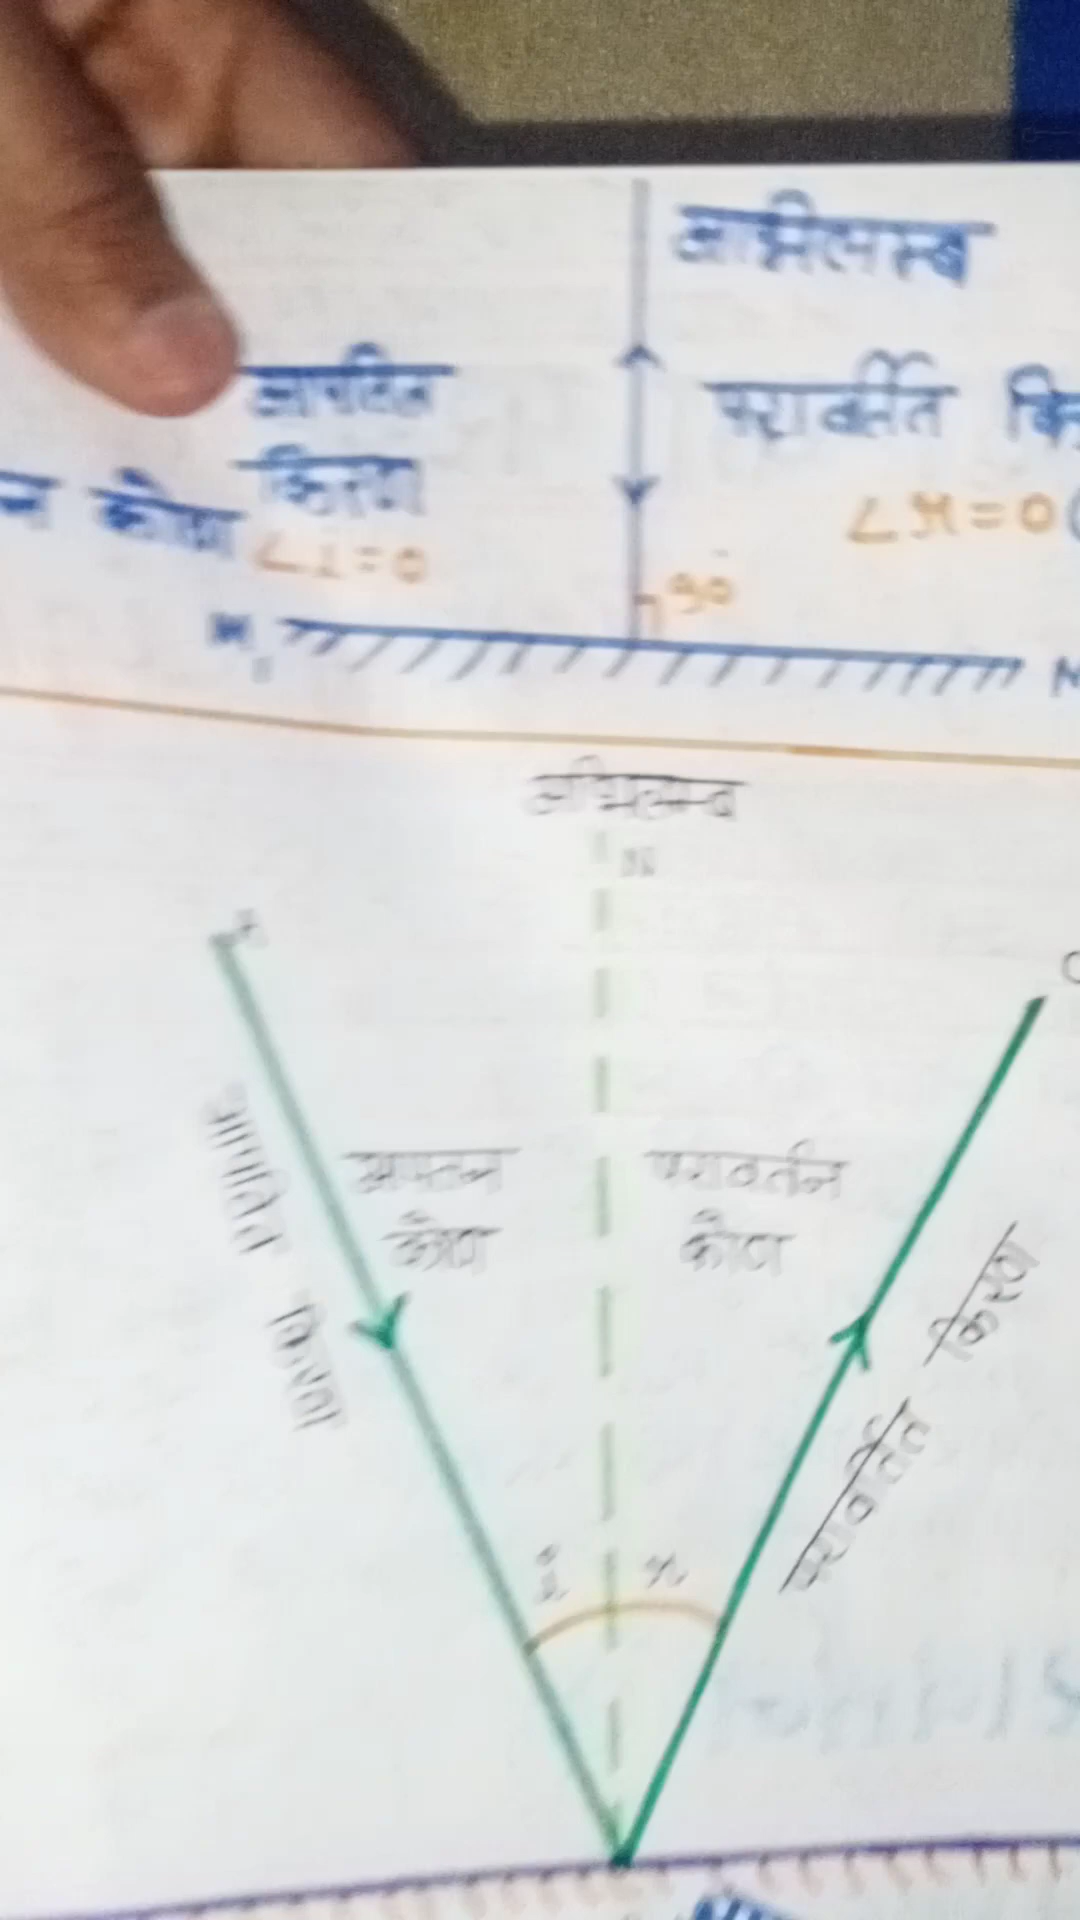 अभिलम्ब
आपतित
किरण
परावर्तित
कोण
∠i=0
∠r=0
90°
M
अभिलम्ब
N
आपतित किरण
आपतन
कोण
परावर्तन
कोण
परावर्तित किरण
i
r